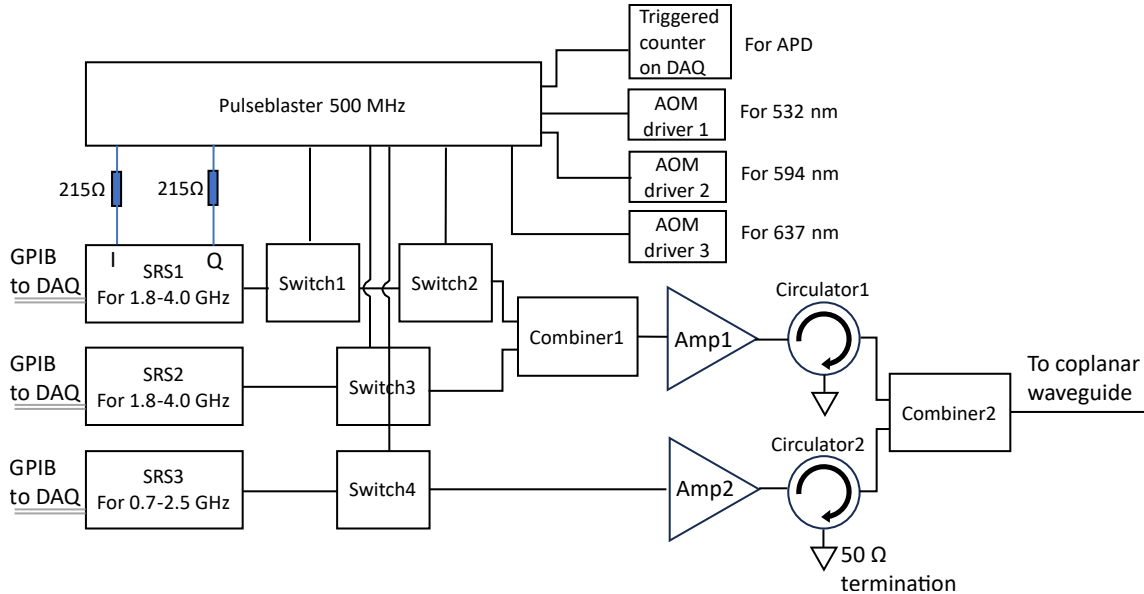 Triggered
counter
on DAQ
For APD
Pulseblaster 500 MHz
AOM
driver 1
For 532 nm
AOM
driver 2
For 594 nm
AOM
driver 3
For 637 nm
215Ω
215Ω
GPIB
to DAQ
I
Q
SRS1
For 1.8-4.0 GHz
Switch1
Switch2
Combiner1
Amp1
Circulator1
GPIB
to DAQ
SRS2
For 1.8-4.0 GHz
Switch3
To coplanar
waveguide
Combiner2
GPIB
to DAQ
SRS3
For 0.7-2.5 GHz
Switch4
Amp2
Circulator2
50 Ω
termination